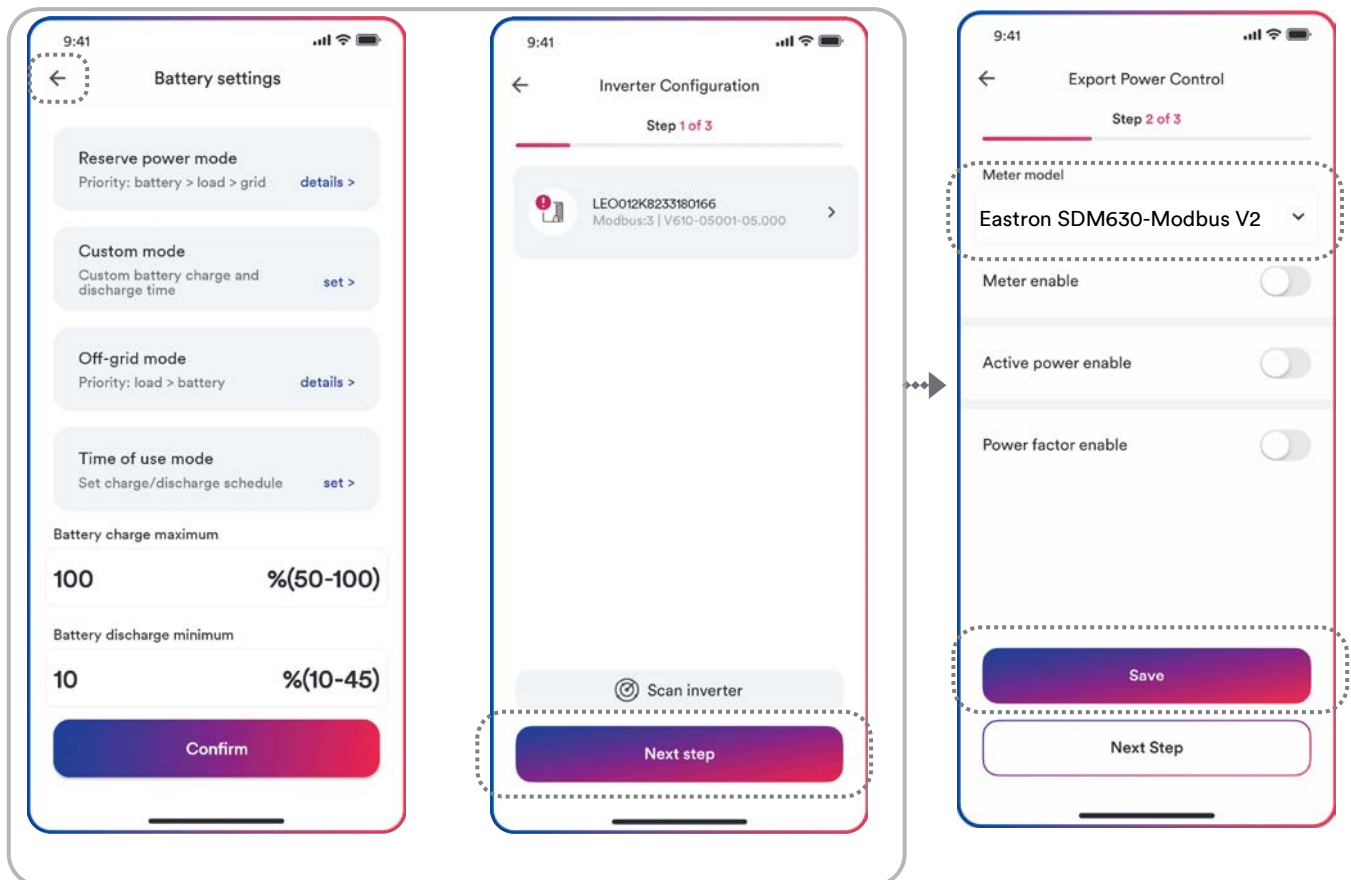 9:41
Battery settings
Reserve power mode
Priority: battery > load > grid details >
Custom mode
Custom battery charge and
discharge time
set >
Off-grid mode
Priority: load > battery details >
Time of use mode
Set charge/discharge schedule set >
Battery charge maximum
100 %(50-100)
Battery discharge minimum
10 %(10-45)
Confirm
9:41
Inverter Configuration
Step 1 of 3
LEO012K8233180166
Modbus:3 | V610-05001-05.000
Scan inverter
Next step
9:41
Export Power Control
Step 2 of 3
Meter model
Eastron SDM630-Modbus V2
Meter enable
Active power enable
Power factor enable
Save
Next Step